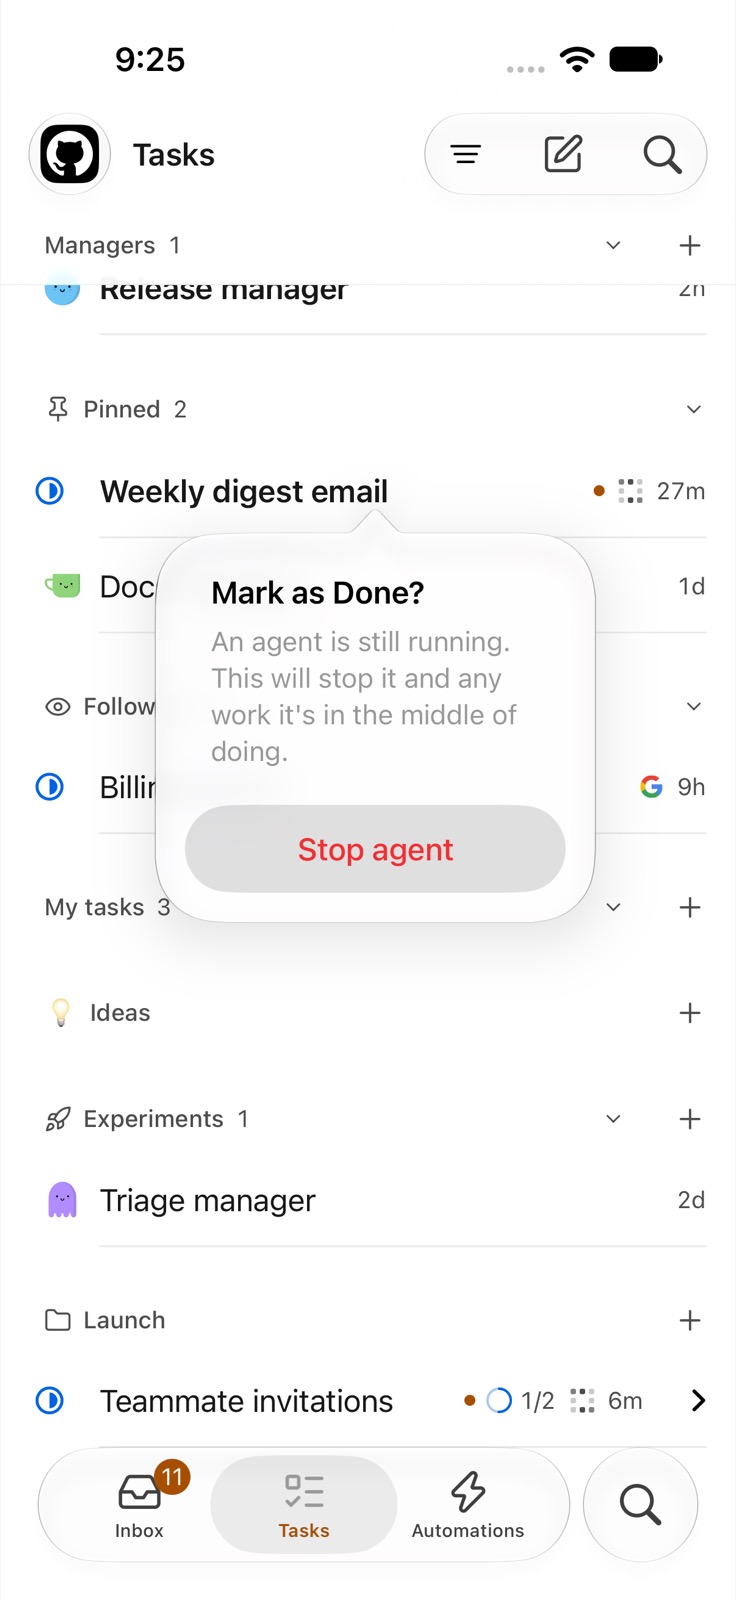 9:25
Tasks
Managers 1
Release manager 2h
Pinned 2
Weekly digest email 27m
Doc 1d
Mark as Done?
An agent is still running.
This will stop it and any
work it's in the middle of
doing.
Stop agent
Follow
Billin 9h
My tasks 3
Ideas
Experiments 1
Triage manager 2d
Launch
Teammate invitations 1/2 6m
11
Inbox
Tasks
Automations